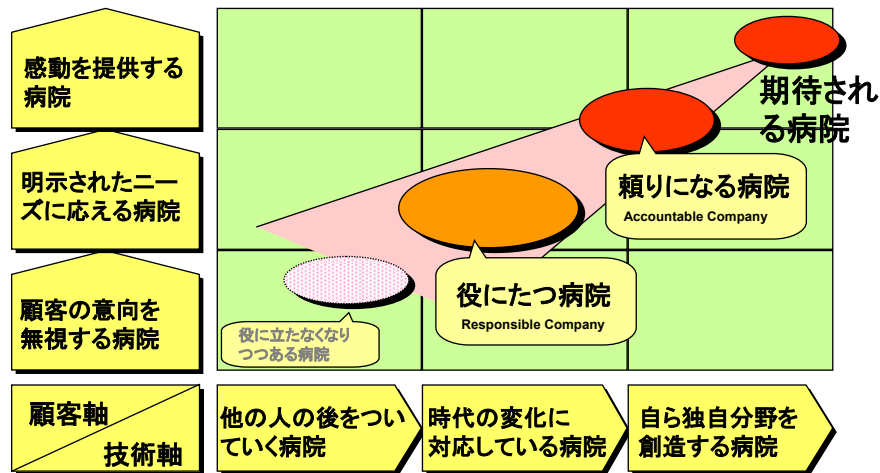 感動を提供する
病院
期待され
る病院
明示されたニー
ズに応える病院
頼りになる病院
Accountable Company
役にたつ病院
Responsible Company
顧客の意向を
無視する病院
役に立たなくなり
つつある病院
顧客軸
技術軸
他の人の後をつい
ていく病院
時代の変化に
対応している病院
自ら独自分野を
創造する病院